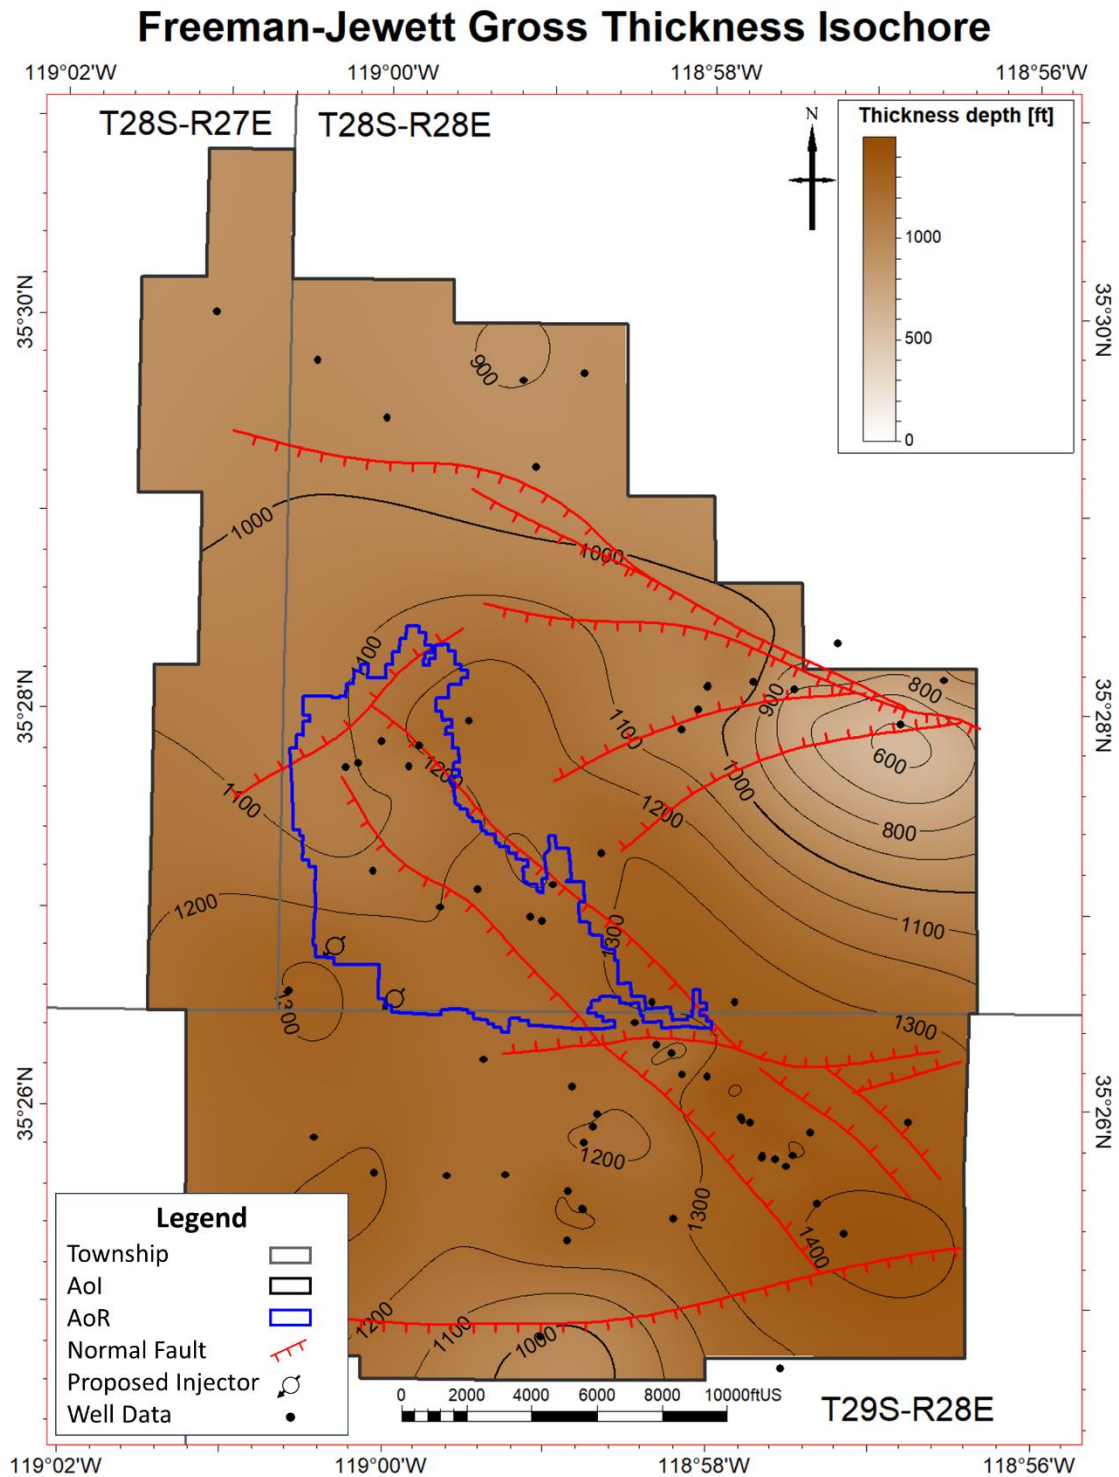 Freeman-Jewett Gross Thickness Isochore
119°02'W 119°00'W 118°58'W 118°56'W
T28S-R27E T28S-R28E
N
Thickness depth [ft]
1000
500
0
35°30'N
35°30'N
900
1000
1000
1100
800
900
35°28'N
35°28'N
1100
600
1200
1000
1100
1200
800
1200
1100
1300
1300
1300
35°26'N
35°26'N
1200
1300
1400
1200
1100
1000
Legend
Township
AoI
AoR
Normal Fault
Proposed Injector
Well Data
0 2000 4000 6000 8000 10000ftUS
T29S-R28E
119°02'W 119°00'W 118°58'W 118°56'W